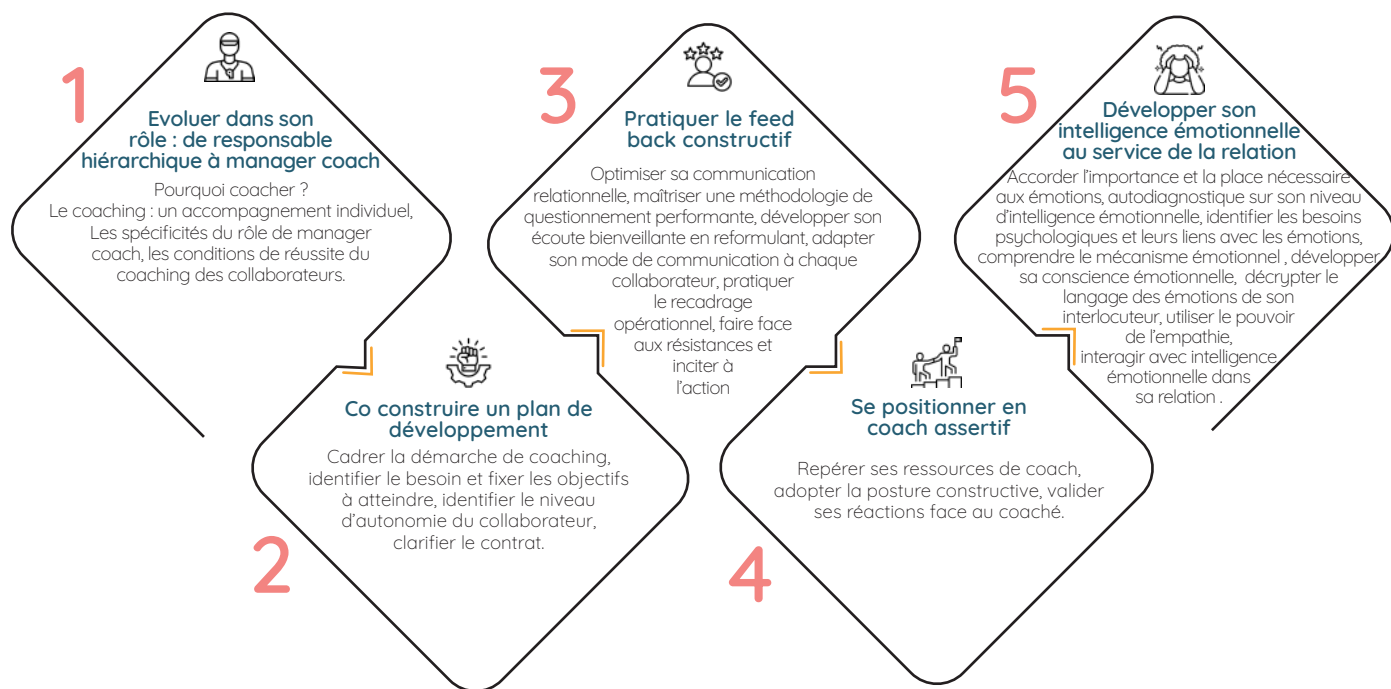 1
Evoluer dans son
rôle : de responsable
hiérarchique à manager coach
Pourquoi coacher ?
Le coaching : un accompagnement individuel,
Les spécificités du rôle de manager
coach, les conditions de réussite du
coaching des collaborateurs.
2
Co construire un plan de
développement
Cadrer la démarche de coaching,
identifier le besoin et fixer les objectifs
à atteindre, identifier le niveau
d'autonomie du collaborateur,
clarifier le contrat.
3
Pratiquer le feed
back constructif
Optimiser sa communication
relationnelle, maîtriser une méthodologie de
questionnement performante, développer son
écoute bienveillante en reformulant, adapter
son mode de communication à chaque
collaborateur, pratiquer
le recadrage
opérationnel, faire face
aux résistances et
inciter à
l'action
4
Se positionner en
coach assertif
Repérer ses ressources de coach,
adopter la posture constructive, valider
ses réactions face au coaché.
5
Développer son
intelligence émotionnelle
au service de la relation
Accorder l'importance et la place nécessaire
aux émotions, autodiagnostique sur son niveau
d'intelligence émotionnelle, identifier les besoins
psychologiques et leurs liens avec les émotions,
comprendre le mécanisme émotionnel , développer
sa conscience émotionnelle, décrypter le
langage des émotions de son
interlocuteur, utiliser le pouvoir
de l'empathie,
interagir avec intelligence
émotionnelle dans
sa relation .